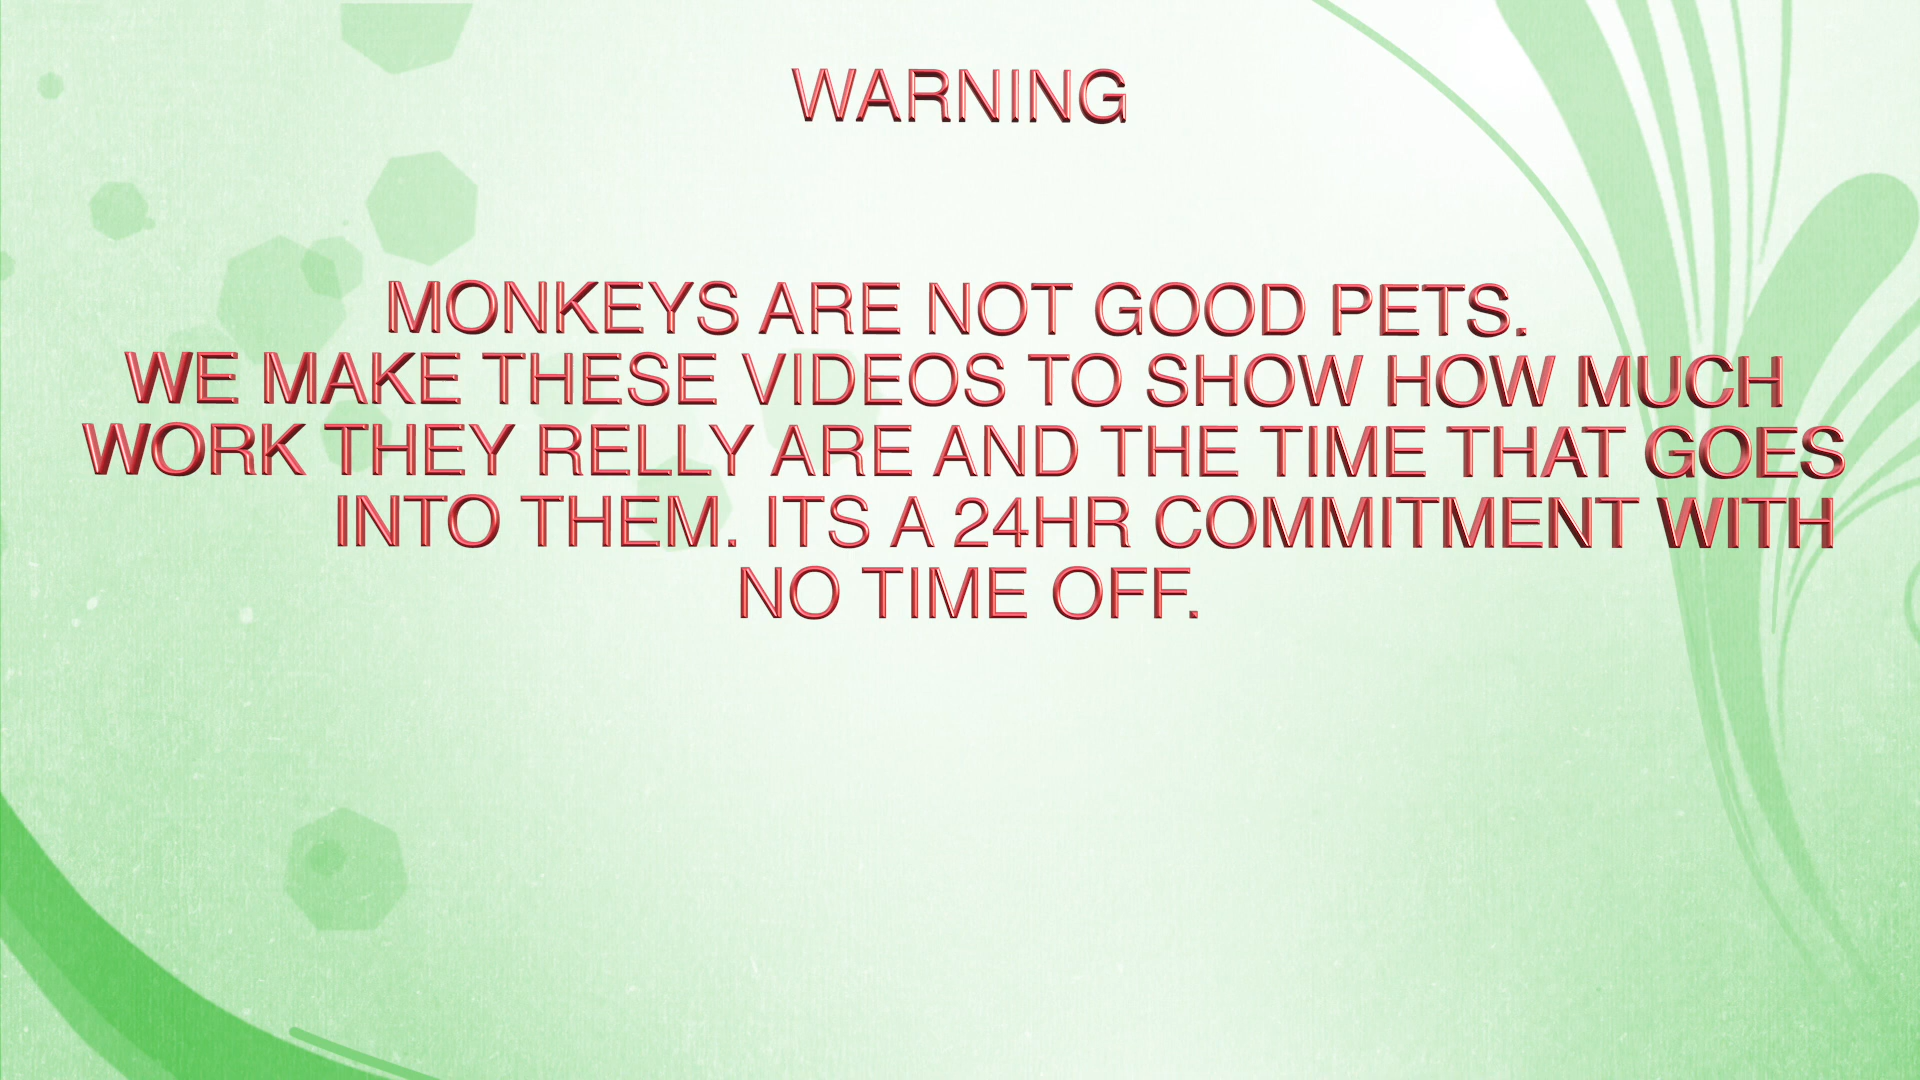 WARNING
MONKEYS ARE NOT GOOD PETS.
WE MAKE THESE VIDEOS TO SHOW HOW MUCH
WORK THEY RELLY ARE AND THE TIME THAT GOES
INTO THEM. ITS A 24HR COMMITMENT WITH
NO TIME OFF.